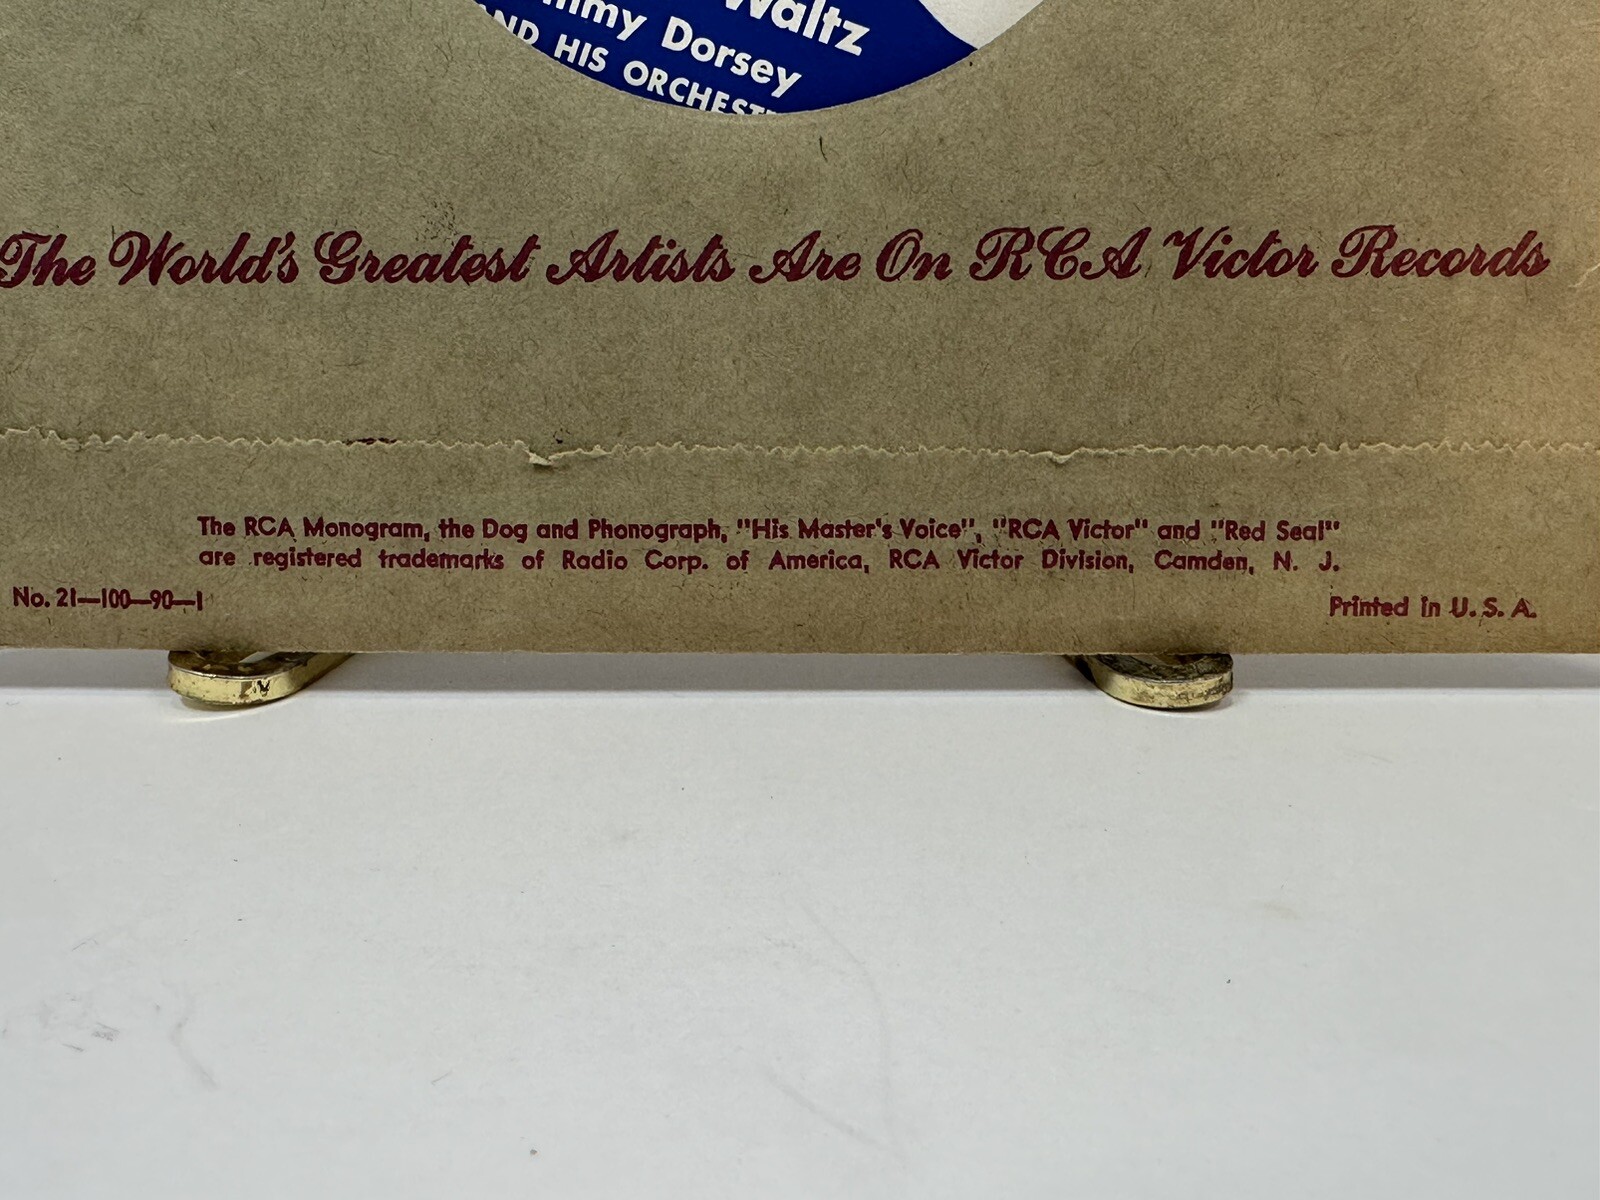 Waltz
mmy Dorsey
AND HIS ORCHEST
The World's Greatest Artists Are On RCA Victor Records
The RCA Monogram, the Dog and Phonograph, "His Master's Voice", "RCA Victor" and "Red Seal"
are registered trademarks of Radio Corp. of America, RCA Victor Division, Camden, N. J.
No. 21—100—90—1
Printed in U. S. A.